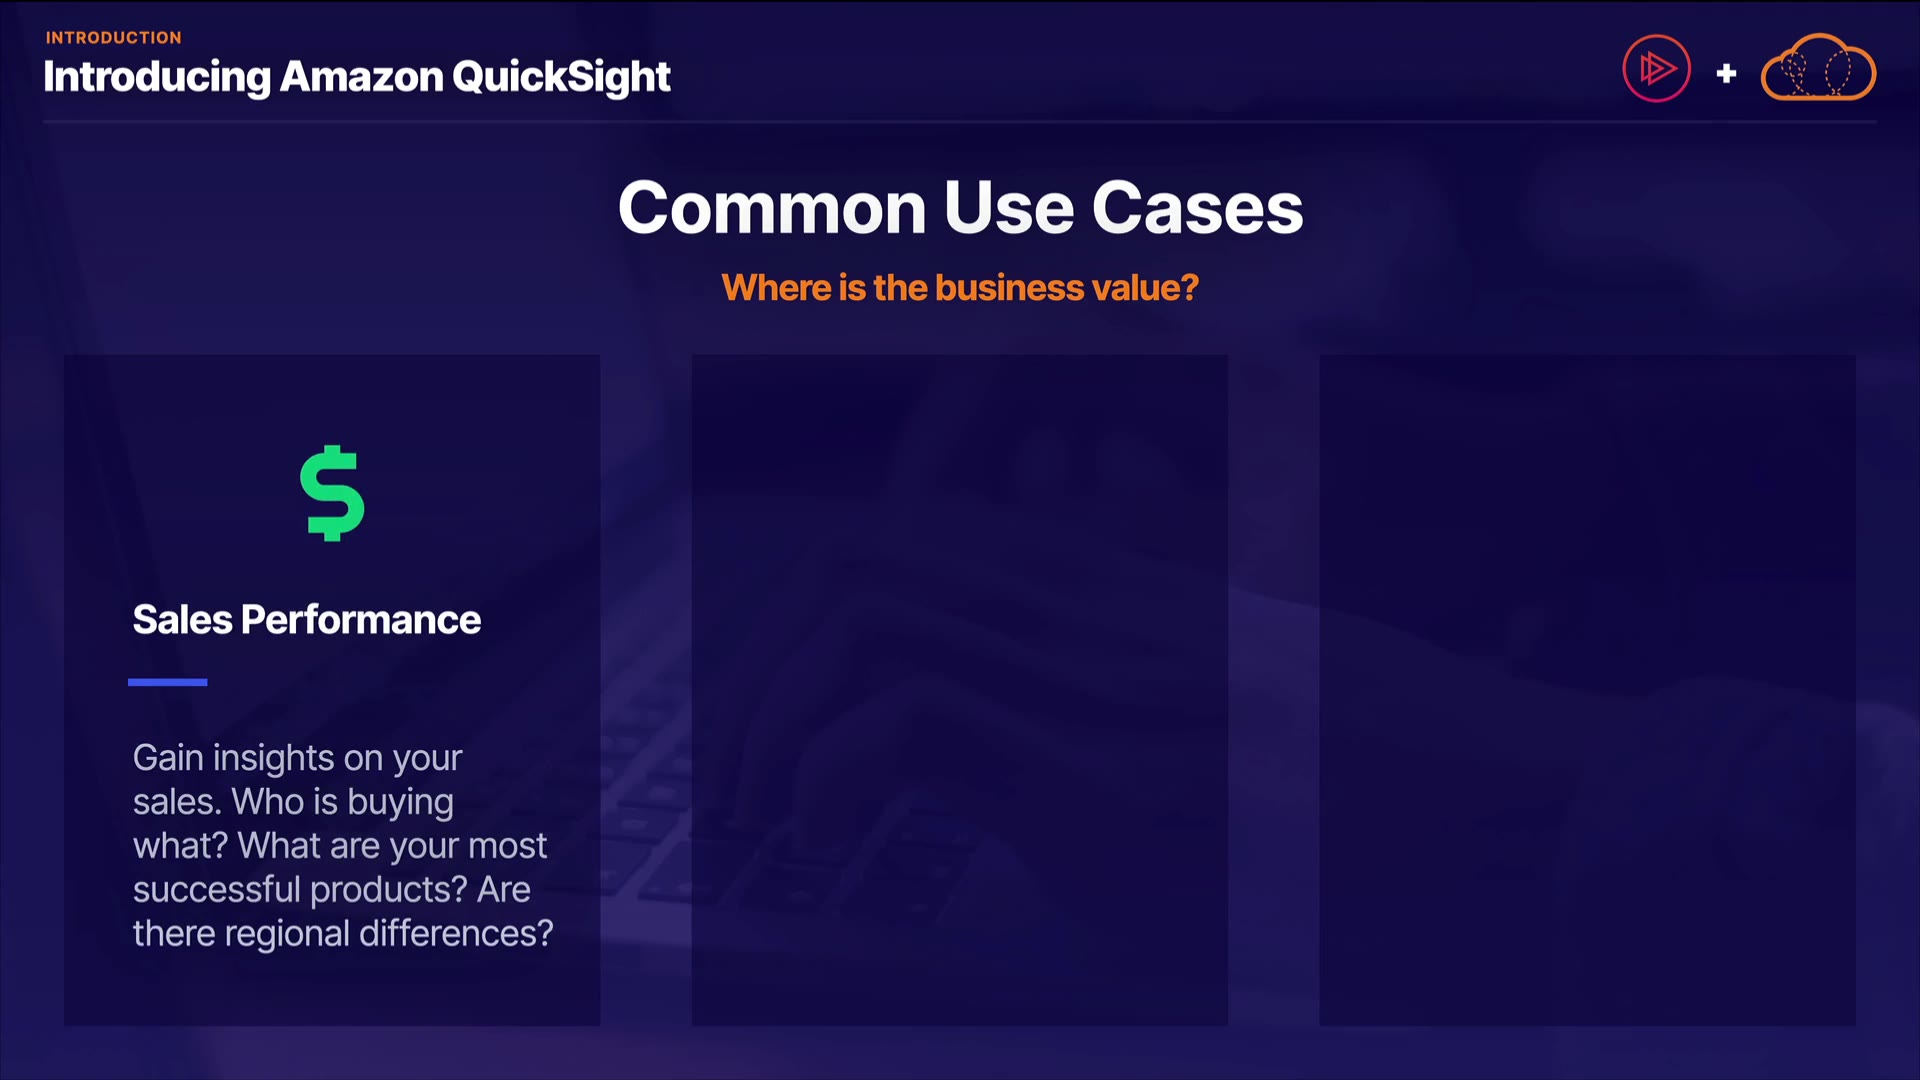 INTRODUCTION
Introducing Amazon QuickSight
+
Common Use Cases
Where is the business value?
$
Sales Performance
Gain insights on your
sales. Who is buying
what? What are your most
successful products? Are
there regional differences?